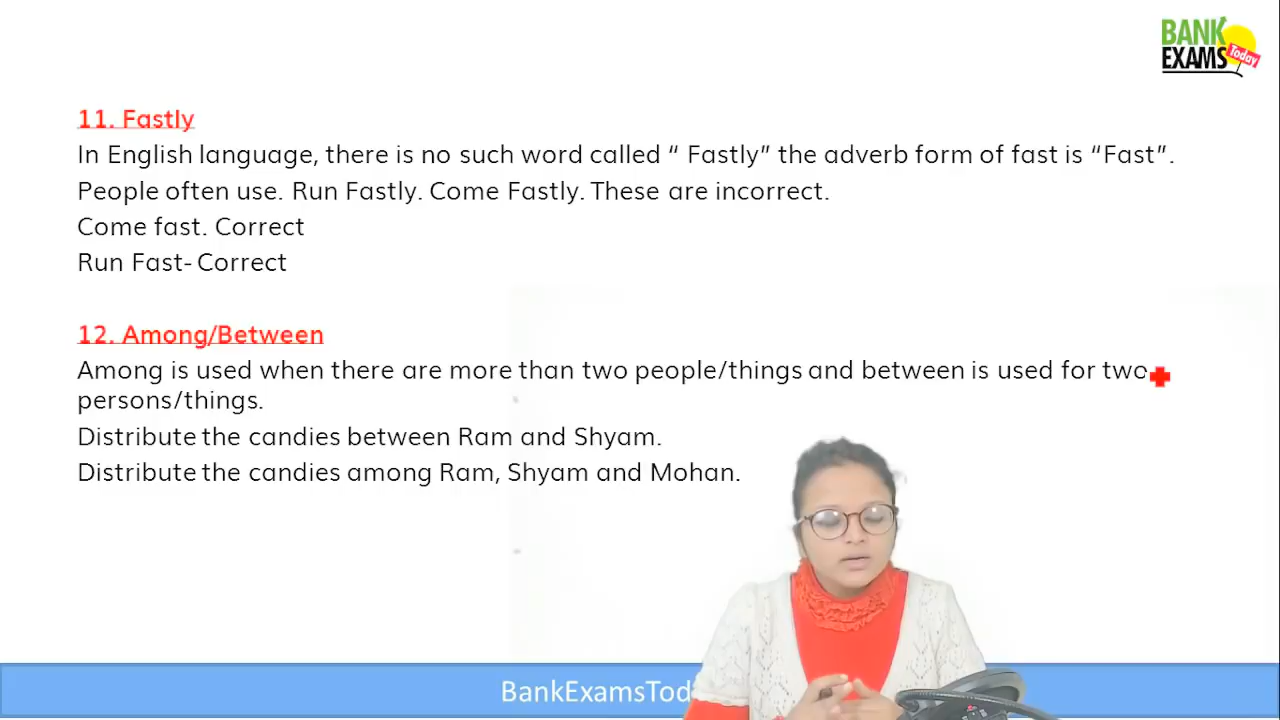 BANK
EXAMS
Today
11. Fastly
In English language, there is no such word called “ Fastly” the adverb form of fast is “Fast”.
People often use. Run Fastly. Come Fastly. These are incorrect.
Come fast. Correct
Run Fast- Correct
12. Among/Between
Among is used when there are more than two people/things and between is used for two
persons/things.
Distribute the candies between Ram and Shyam.
Distribute the candies among Ram, Shyam and Mohan.
BankExamsTod